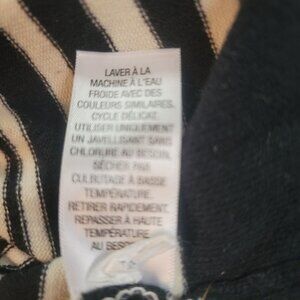 LAVER À LA
MACHINE À L'EAU
FROIDE AVEC DES
COULEURS SIMILAIRES,
CYCLE DÉLICAT.
UTILISER UNIQUEMENT
UN JAVELLISANT SANS
CHLORURE AU BESOIN.
SÉCHER PAR
CULBUTAGE À BASSE
TEMPÉRATURE.
RETIRER RAPIDEMENT.
REPASSER À HAUTE
TEMPÉRATURE
AU BESOIN